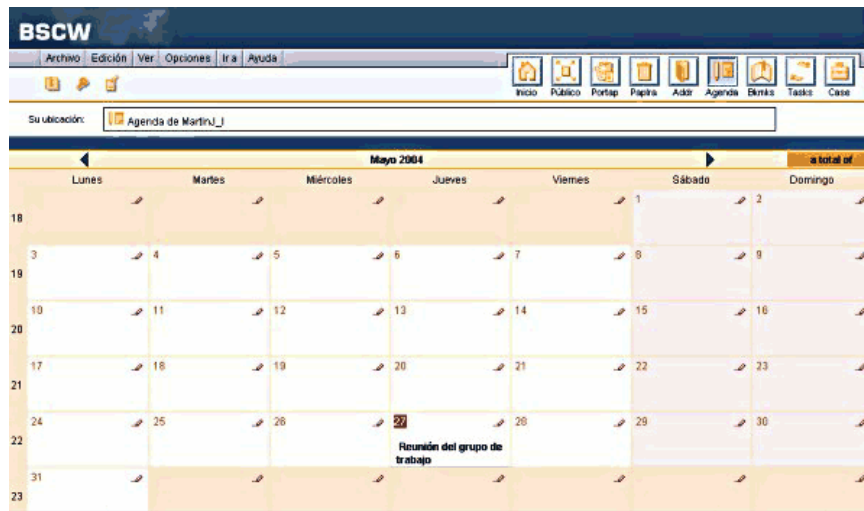 BSCW
Archivo Edición Ver Opciones Ir a Ayuda
Inicio Público Portap Paplra Addr Agenda Bkmks Tasks Case
Su ubicación: Agenda de MartinJ_I
Mayo 2004 a total of
Lunes Martes Miércoles Jueves Viernes Sábado Domingo
1 2
18
3 4 5 6 7 8 9
19
10 11 12 13 14 15 16
20
17 18 19 20 21 22 23
21
24 25 26 27 28 29 30
22
Reunión del grupo de
trabajo
31
23